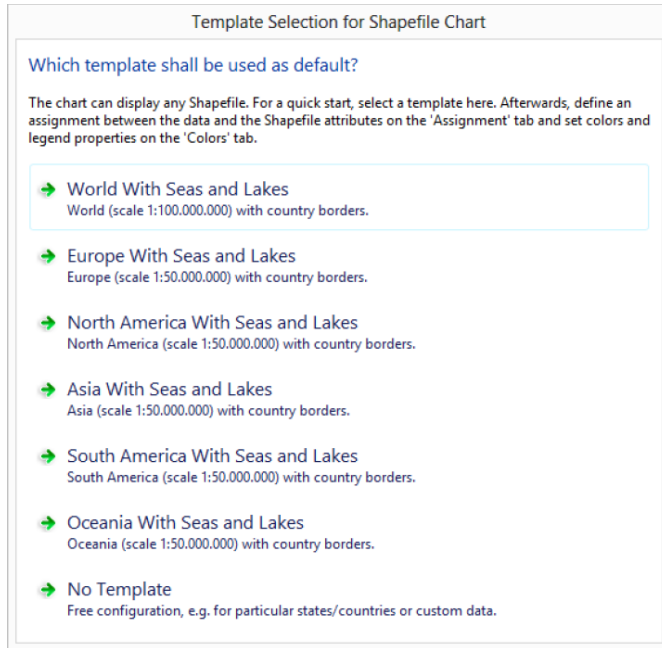 Template Selection for Shapefile Chart
Which template shall be used as default?
The chart can display any Shapefile. For a quick start, select a template here. Afterwards, define an
assignment between the data and the Shapefile attributes on the 'Assignment' tab and set colors and
legend properties on the 'Colors' tab.
World With Seas and Lakes
World (scale 1:100.000.000) with country borders.
Europe With Seas and Lakes
Europe (scale 1:50.000.000) with country borders.
North America With Seas and Lakes
North America (scale 1:50.000.000) with country borders.
Asia With Seas and Lakes
Asia (scale 1:50.000.000) with country borders.
South America With Seas and Lakes
South America (scale 1:50.000.000) with country borders.
Oceania With Seas and Lakes
Oceania (scale 1:50.000.000) with country borders.
No Template
Free configuration, e.g. for particular states/countries or custom data.